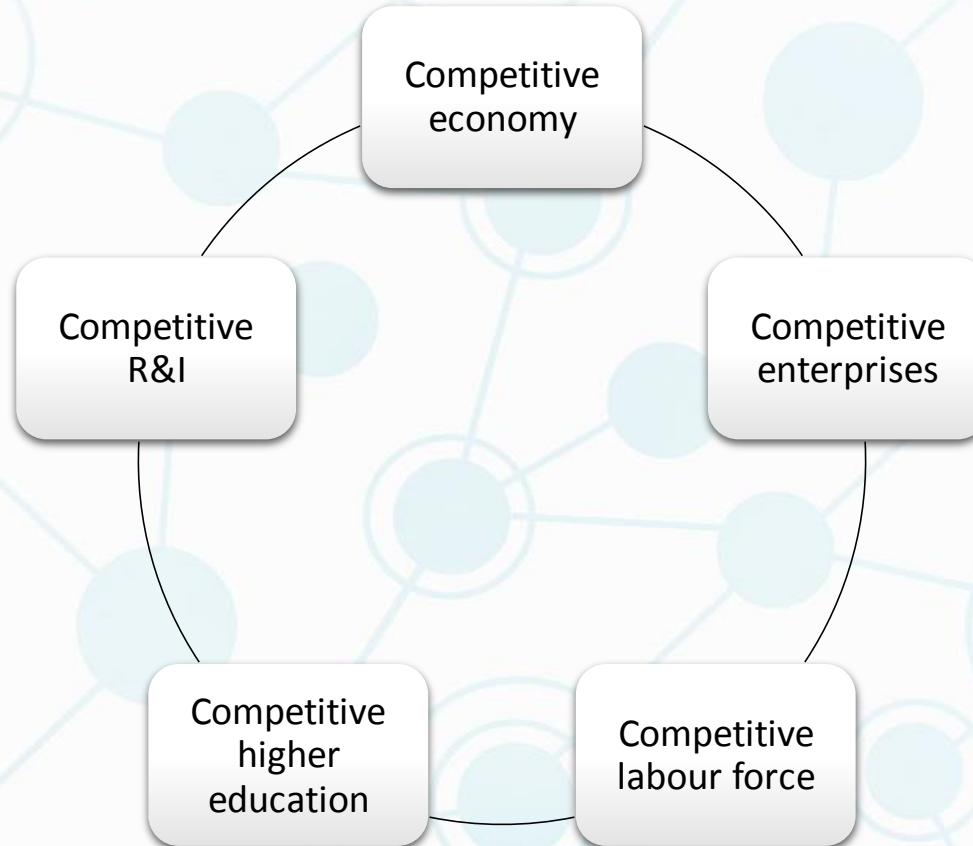 Competitive
economy
Competitive
enterprises
Competitive
labour force
Competitive
higher
education
Competitive
R&I